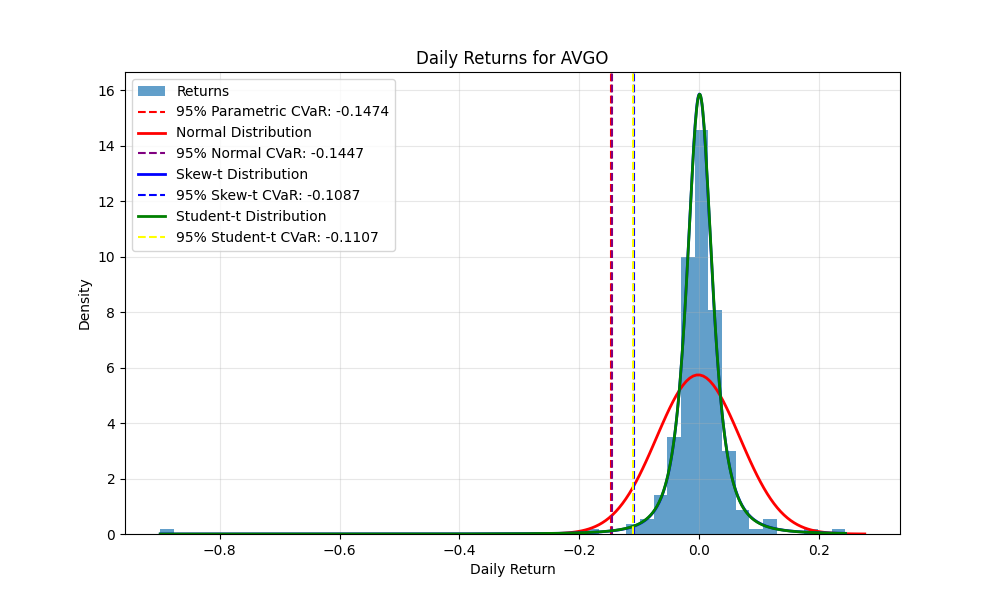 Daily Returns for AVGO
Returns
95% Parametric CVaR: -0.1474
Normal Distribution
95% Normal CVaR: -0.1447
Skew-t Distribution
95% Skew-t CVaR: -0.1087
Student-t Distribution
95% Student-t CVaR: -0.1107
Density
16
14
12
10
8
6
4
2
0
−0.8 −0.6 −0.4 −0.2 0.0 0.2
Daily Return